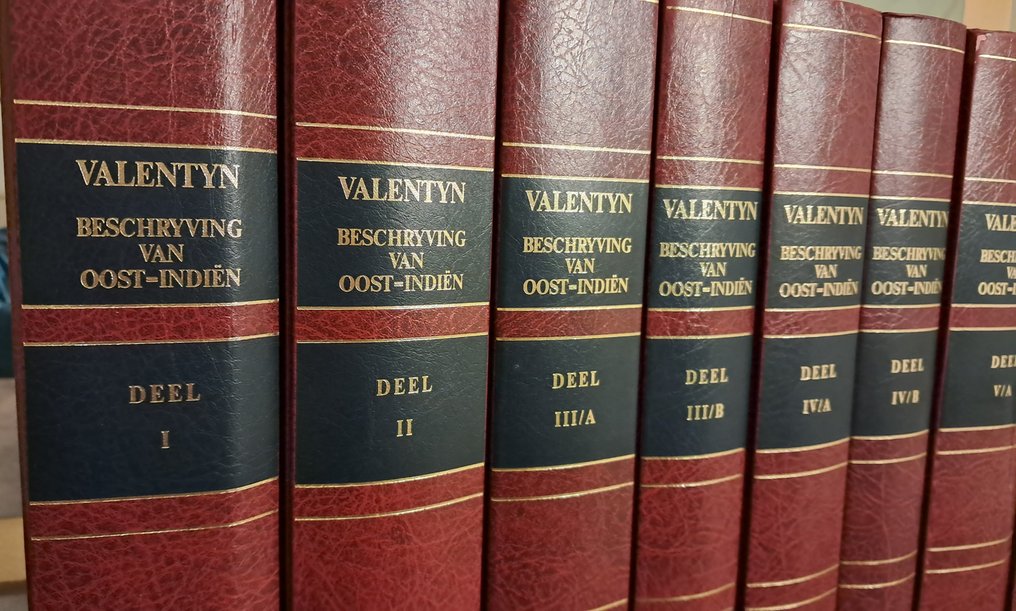 VALENTYN
BESCHRYVING
VAN
OOST=INDIËN
DEEL
I
VALENTYN
BESCHRYVING
VAN
OOST=INDIËN
DEEL
II
VALENTYN
BESCHRYVING
VAN
OOST=INDIËN
DEEL
III/A
VALENTYN
BESCHRYVING
VAN
OOST=INDIËN
DEEL
III/B
VALENTYN
BESCHRYVING
VAN
OOST=INDIËN
DEEL
IV/A
VALENTYN
BESCHRYVING
VAN
OOST=INDIËN
DEEL
IV/B
V/A